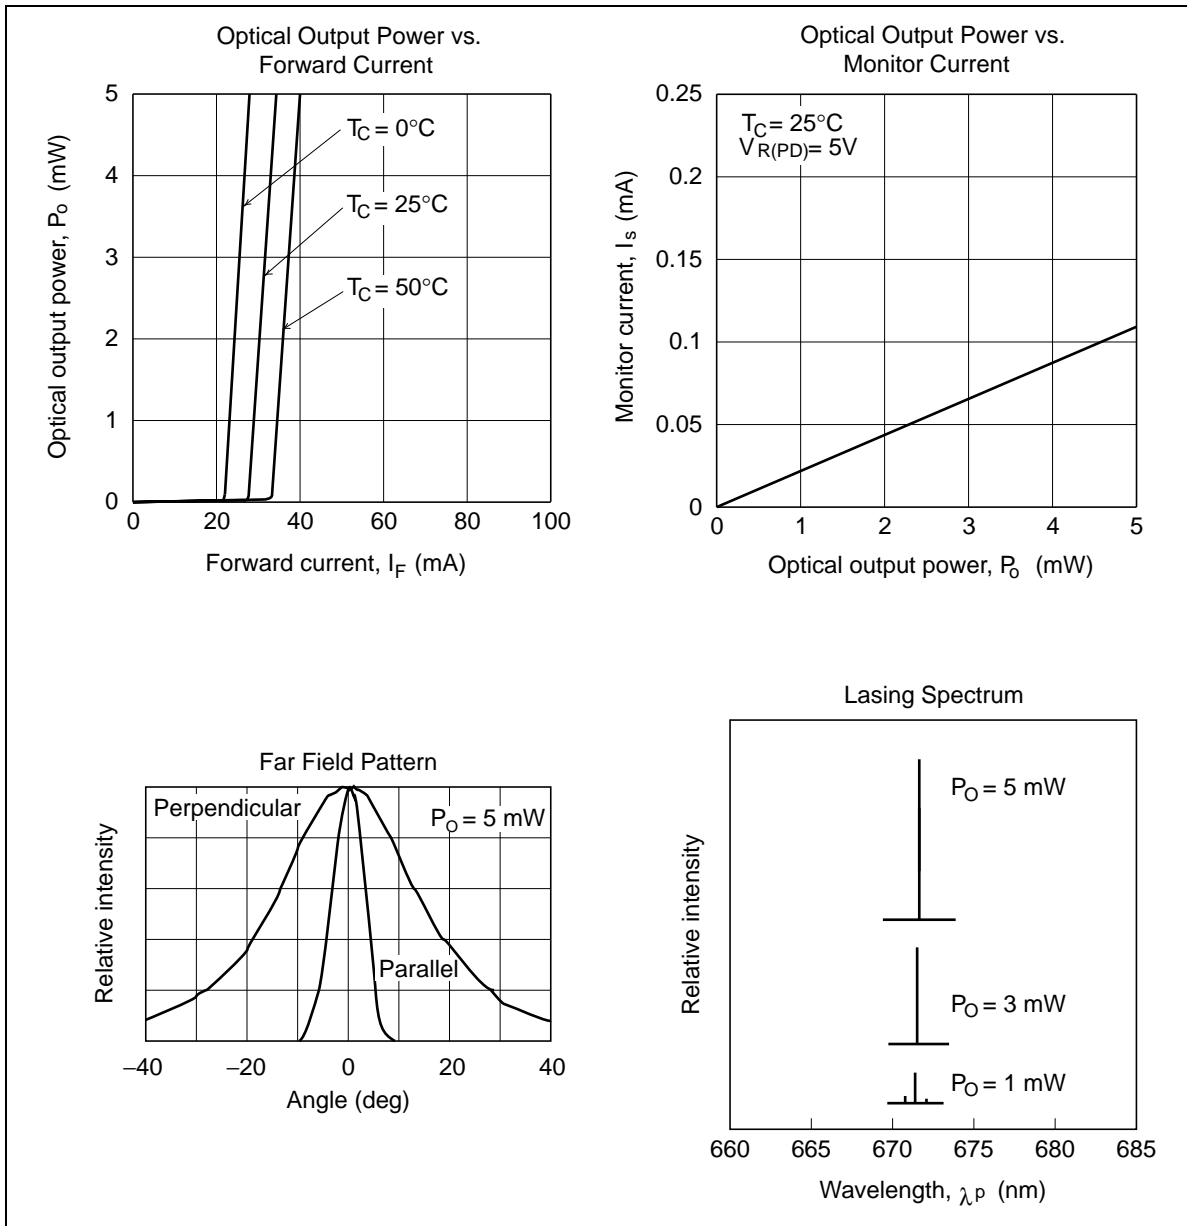 Optical Output Power vs.
Forward Current
5
4
3
2
1
0
Optical output power, Po (mW)
TC = 0°C
TC = 25°C
TC = 50°C
0 20 40 60 80 100
Forward current, IF (mA)
Optical Output Power vs.
Monitor Current
0.25
0.2
0.15
0.1
0.05
0
Monitor current, Is (mA)
TC = 25°C
VR(PD) = 5V
0 1 2 3 4 5
Optical output power, Po (mW)
Far Field Pattern
Relative intensity
Perpendicular
PO = 5 mW
Parallel
–40 –20 0 20 40
Angle (deg)
Lasing Spectrum
Relative intensity
PO = 5 mW
PO = 3 mW
PO = 1 mW
660 665 670 675 680 685
Wavelength, λp (nm)